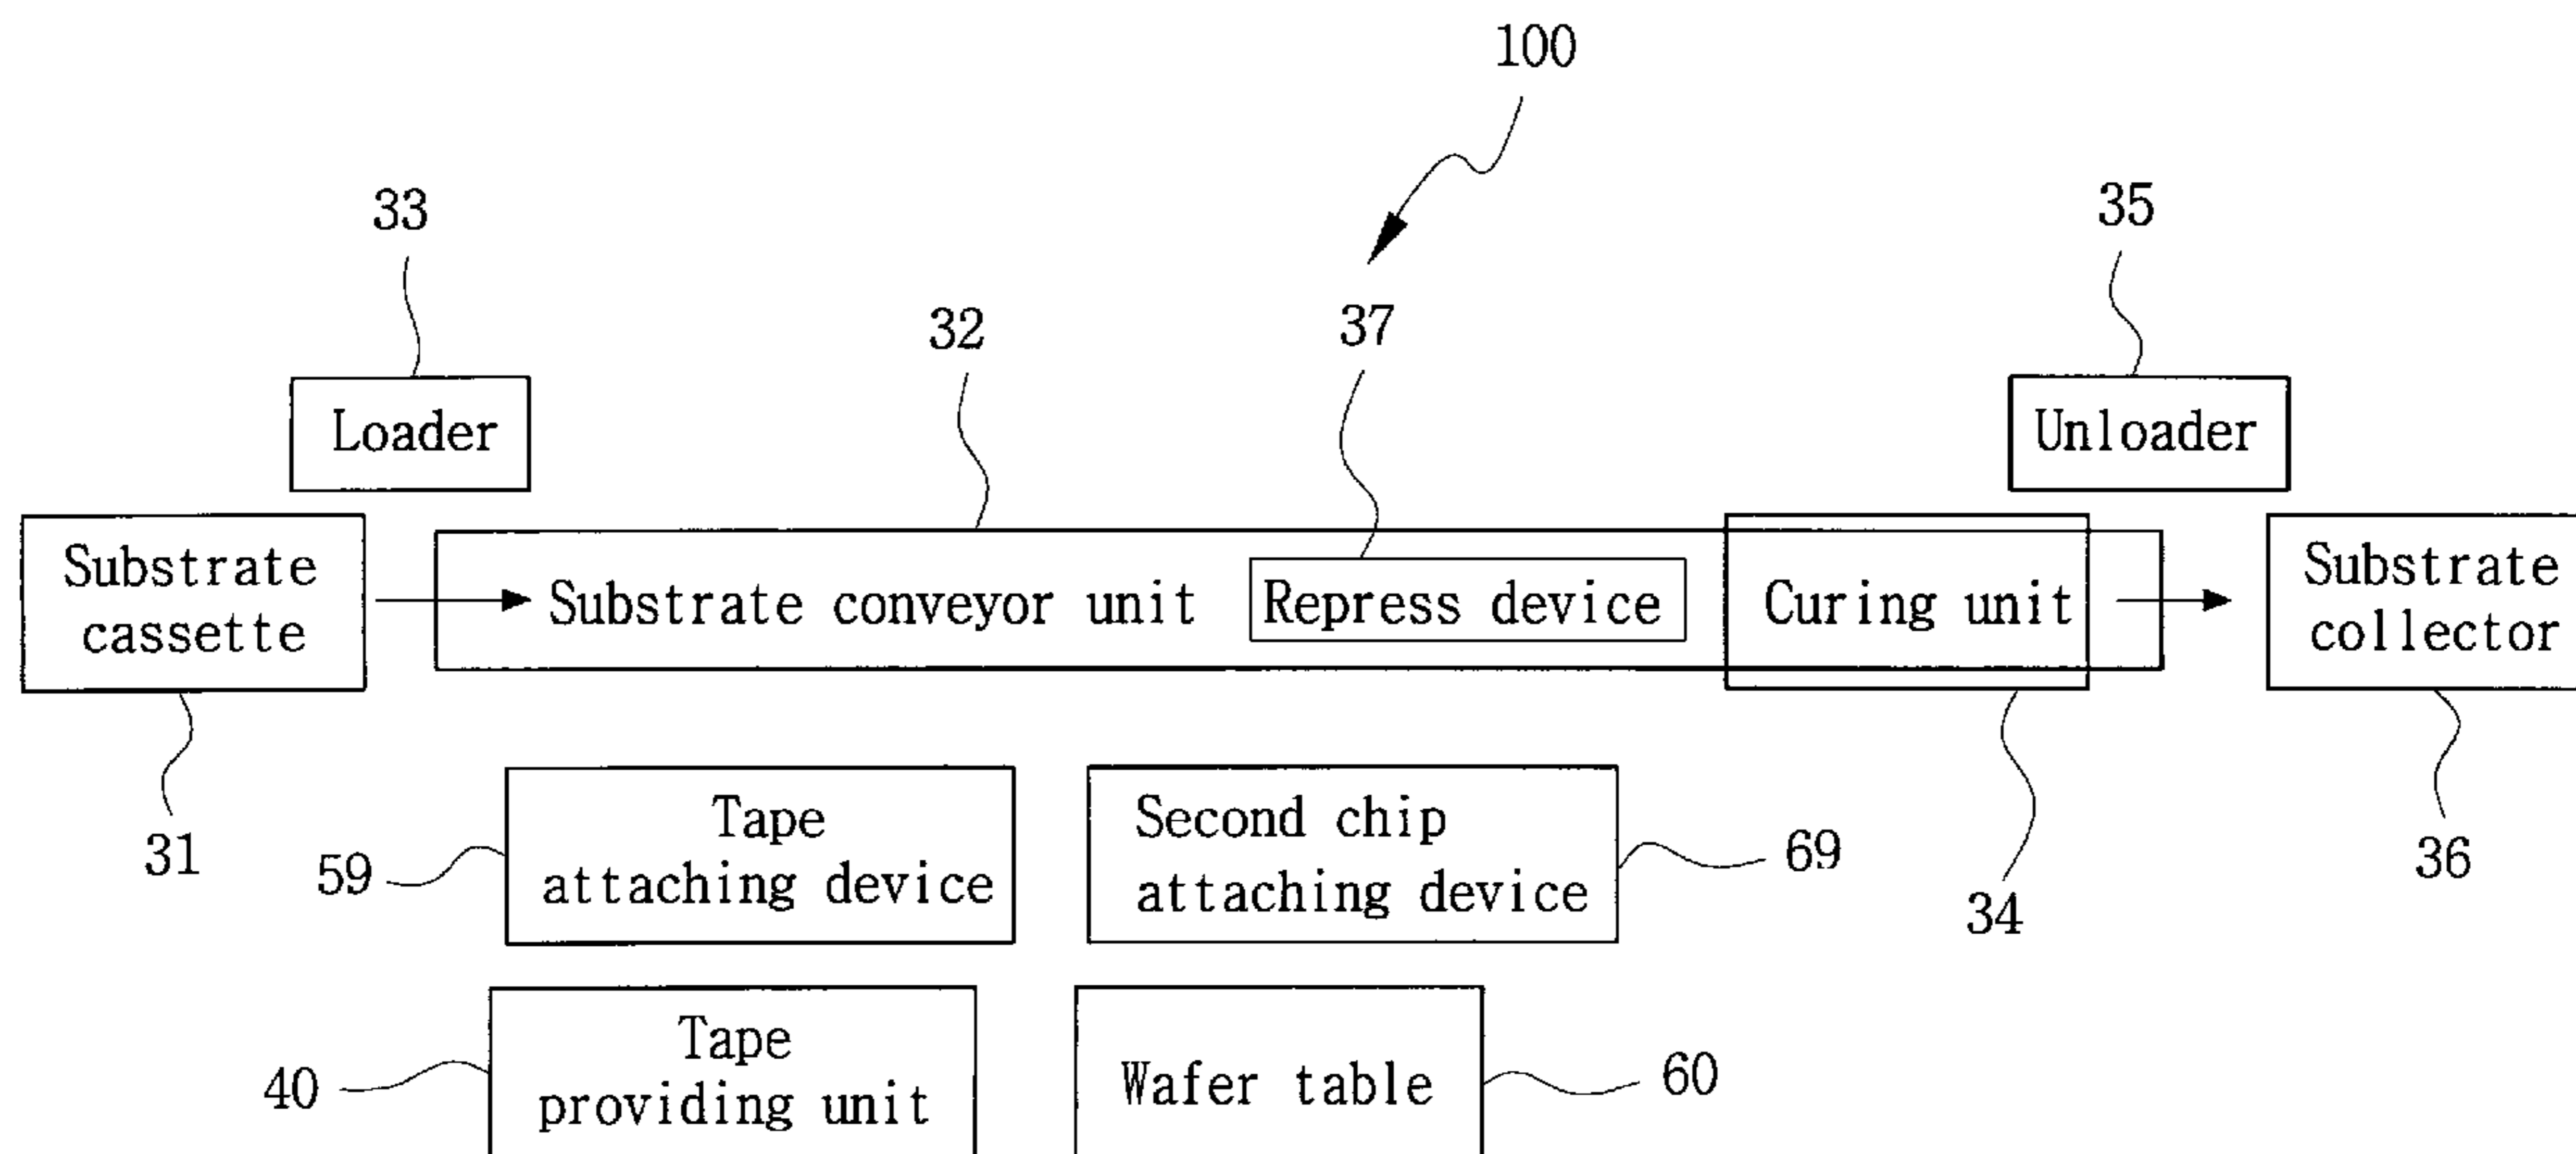 100
33
35
32
37
Loader
Unloader
Substrate
cassette
Substrate conveyor unit
Repress device
Curing unit
Substrate
collector
31
59
Tape
attaching device
Second chip
attaching device
69
34
36
40
Tape
providing unit
Wafer table
60